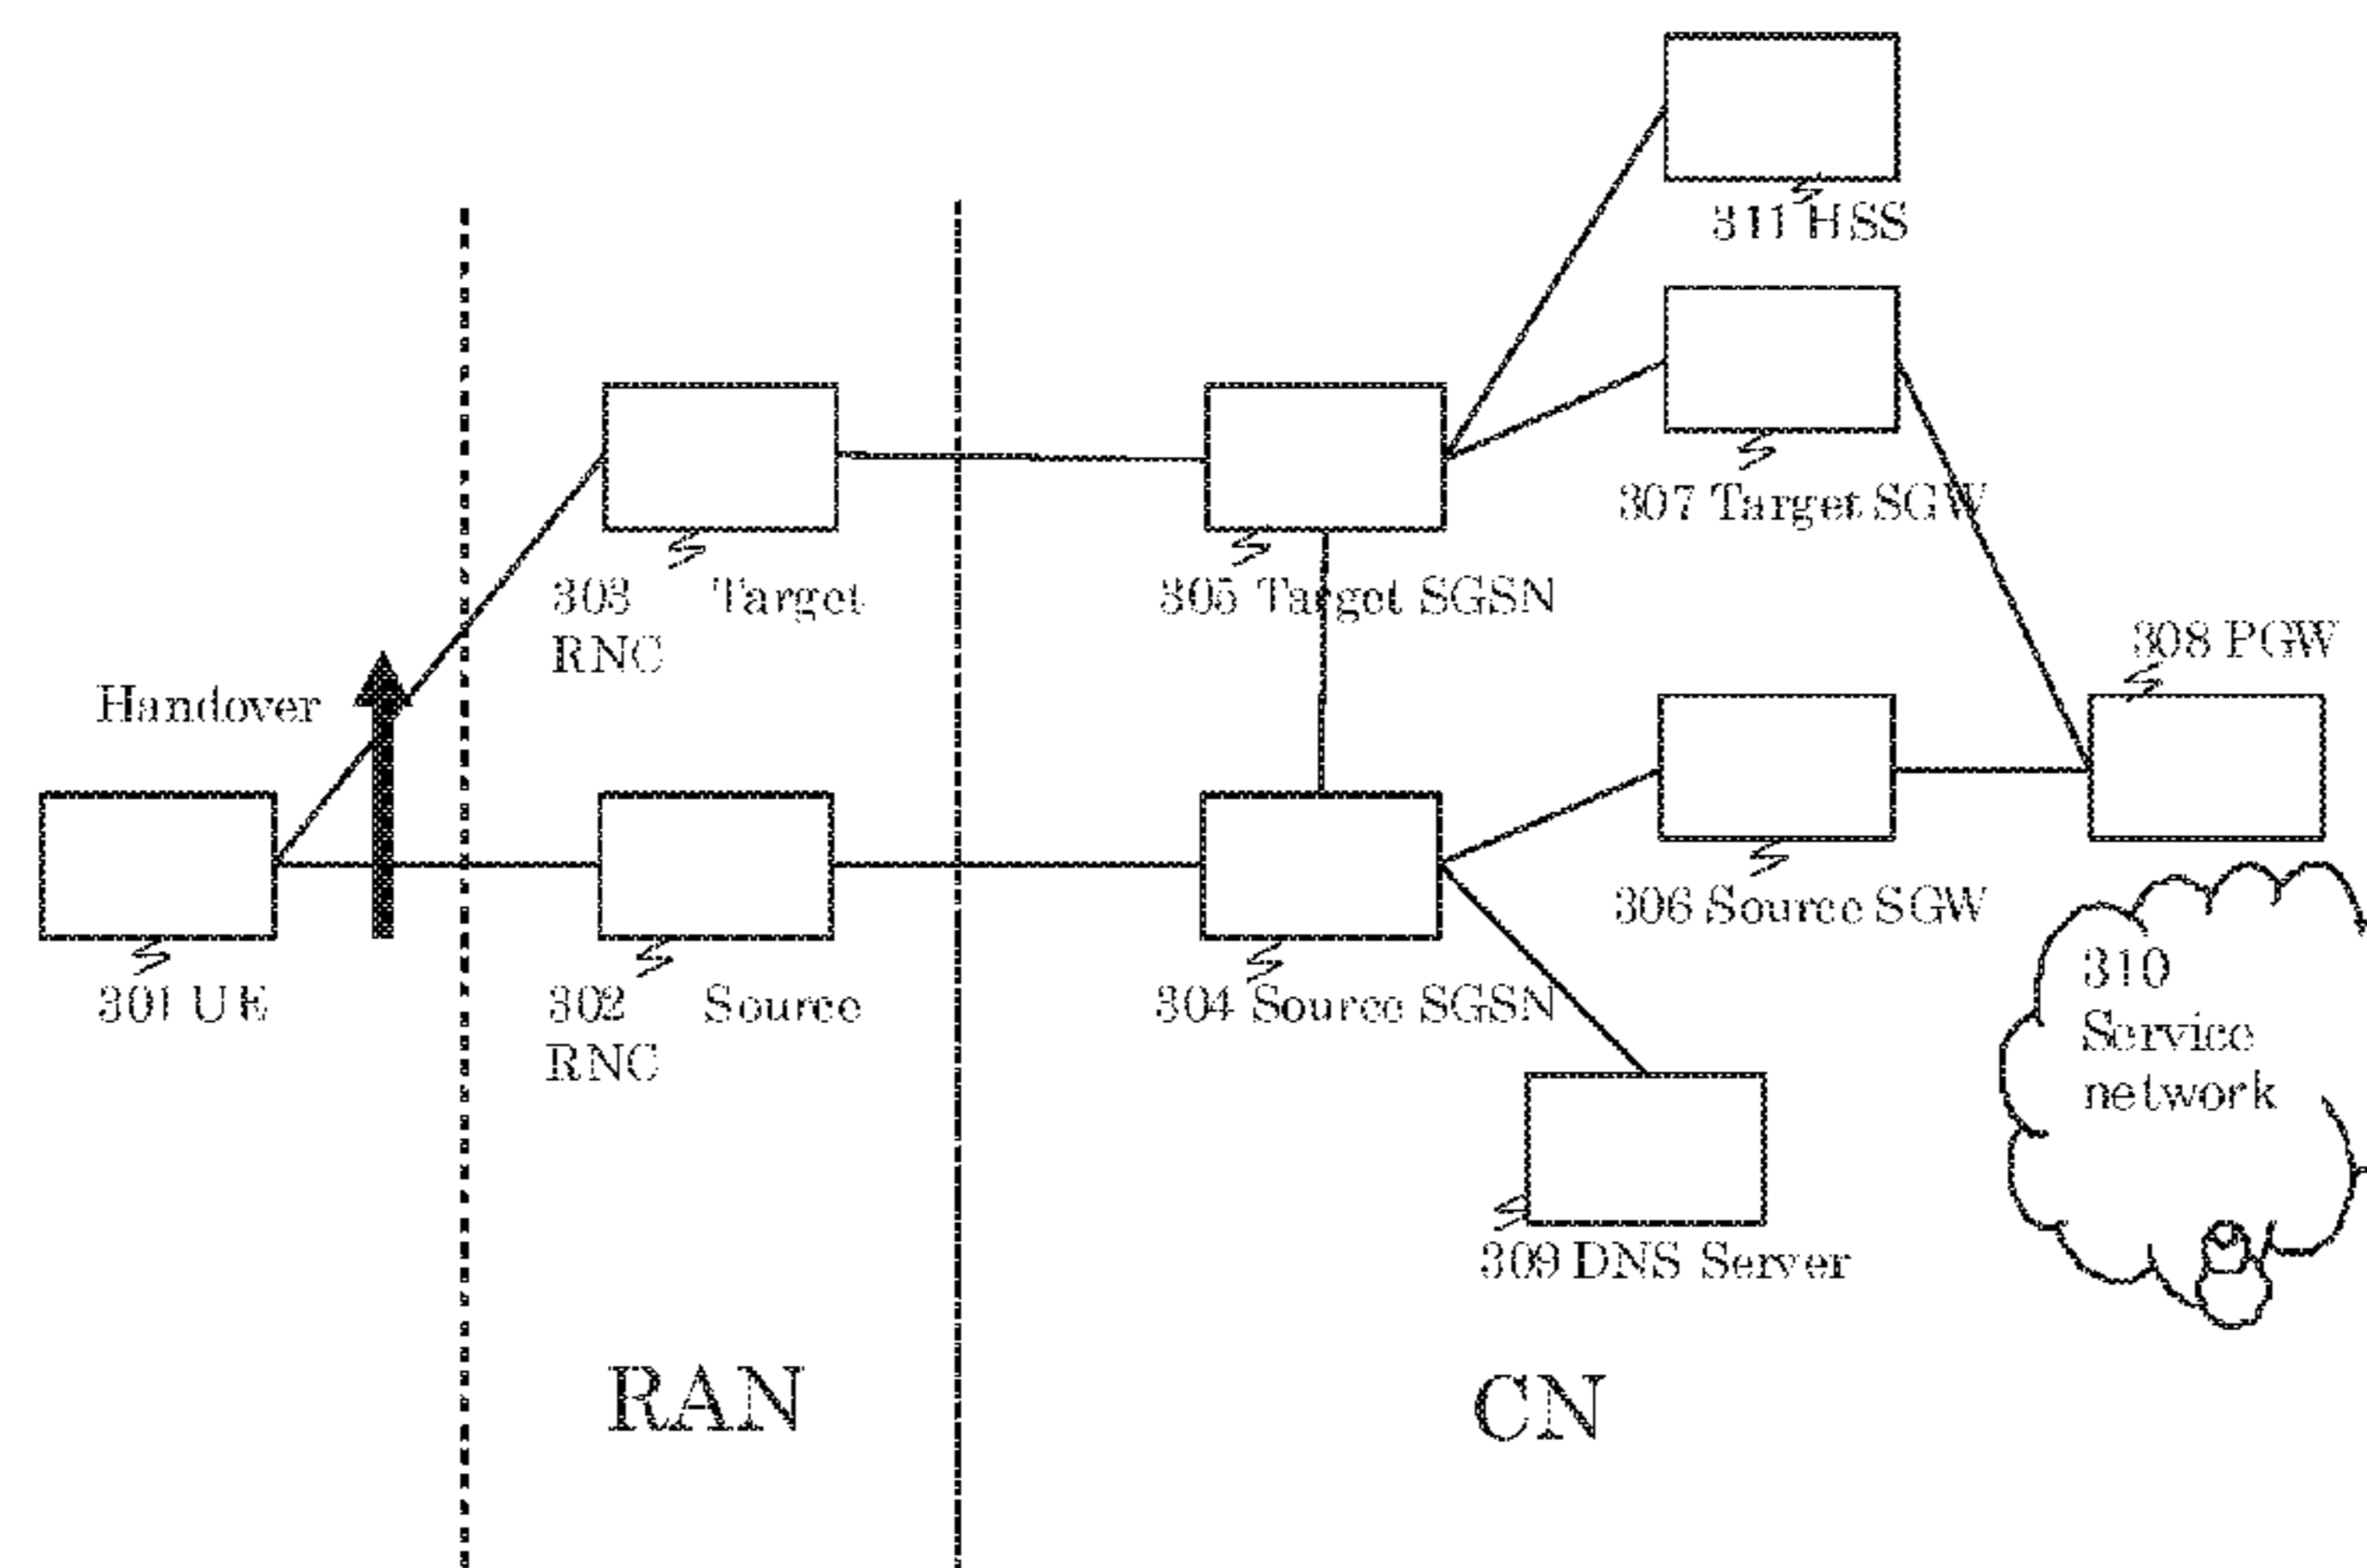 311 HSS
307 Target SGW
303 Target
RNC
305 Target SGSN
308 PGW
Handover
306 Source SGW
301 UE
302 Source
RNC
304 Source SGSN
310
Service
network
309 DNS Server
RAN
CN